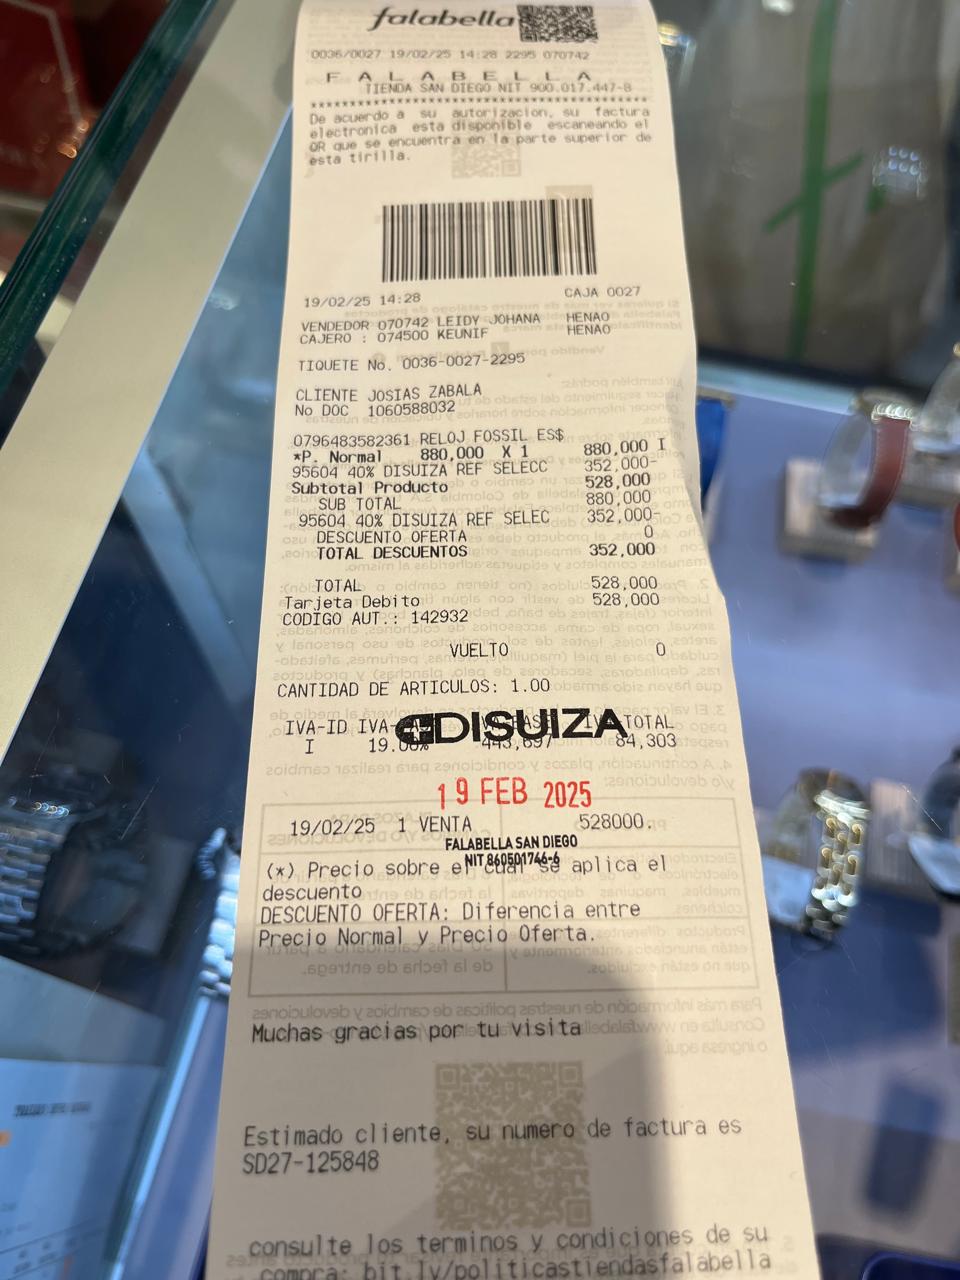 falabella
0036/0027 19/02/25 14:28 2295 070742
F A L A B E L L A
TIENDA SAN DIEGO NIT 900.017.447-8
****************************************
De acuerdo a su autorizacion, su factura
electronica esta disponible escaneando el
QR que se encuentra en la parte superior de
esta tirilla.
19/02/25 14:28 CAJA 0027
VENDEDOR 070742 LEIDY JOHANA HENAO
CAJERO : 074500 KEUNIF HENAO
TIQUETE No. 0036-0027-2295
CLIENTE JOSIAS ZABALA
No DOC 1060588032
0796483582361 RELOJ FOSSIL ES$
*P. Normal 880,000 X 1 880,000 I
95604 40% DISUIZA REF SELECC 352,000-
Subtotal Producto 528,000
SUB TOTAL 880,000
95604 40% DISUIZA REF SELEC 352,000-
DESCUENTO OFERTA 0
TOTAL DESCUENTOS 352,000
TOTAL 528,000
Tarjeta Debito 528,000
CODIGO AUT.: 142932
VUELTO 0
CANTIDAD DE ARTICULOS: 1.00
IVA-ID TOTAL
DISUIZA
I 19.00% 443,697 84,303
19 FEB 2025
19/02/25 1 VENTA 528000.
FALABELLA SAN DIEGO
NIT 860501746-6
(*) Precio sobre el cual se aplica el
descuento
DESCUENTO OFERTA: Diferencia entre
Precio Normal y Precio Oferta.
Muchas gracias por tu visita
Estimado cliente, su numero de factura es
SD27-125848
consulte los terminos y condiciones de su
compra: bit.ly/politicastiendasfalabella